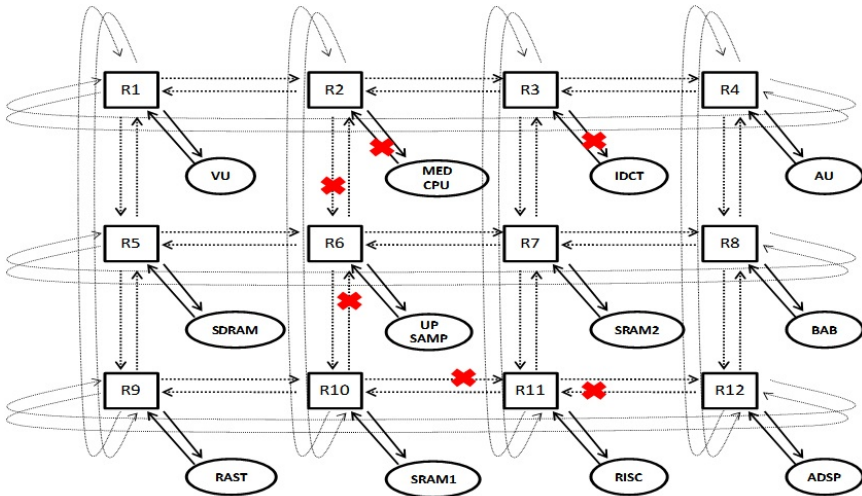 R1
R2
R3
R4
VU
MED
CPU
IDCT
AU
R5
R6
R7
R8
SDRAM
UP
SAMP
SRAM2
BAB
R9
R10
R11
R12
RAST
SRAM1
RISC
ADSP